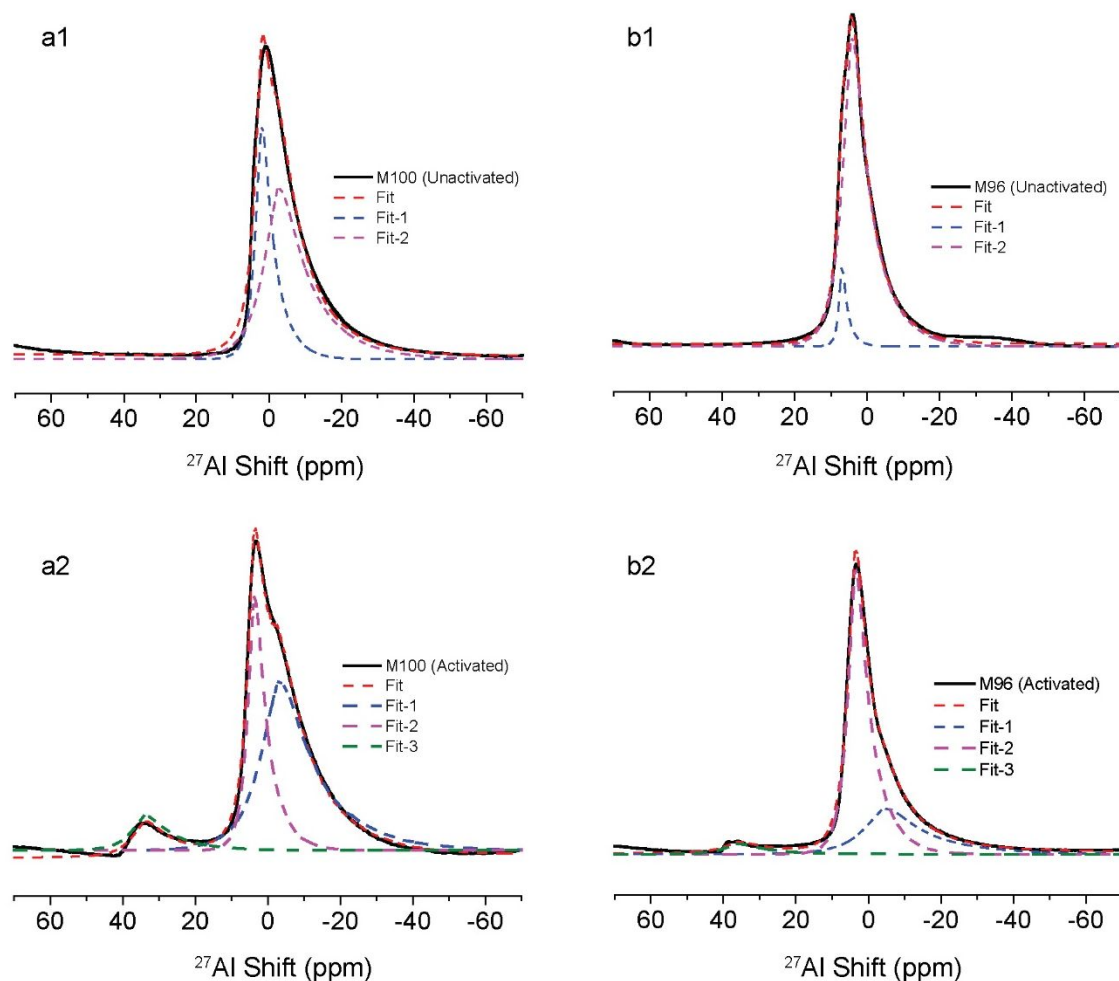 a1
M100 (Unactivated)
Fit
Fit-1
Fit-2
60 40 20 0 -20 -40 -60
27Al Shift (ppm)
b1
M96 (Unactivated)
Fit
Fit-1
Fit-2
60 40 20 0 -20 -40 -60
27Al Shift (ppm)
a2
M100 (Activated)
Fit
Fit-1
Fit-2
Fit-3
60 40 20 0 -20 -40 -60
27Al Shift (ppm)
b2
M96 (Activated)
Fit
Fit-1
Fit-2
Fit-3
60 40 20 0 -20 -40 -60
27Al Shift (ppm)